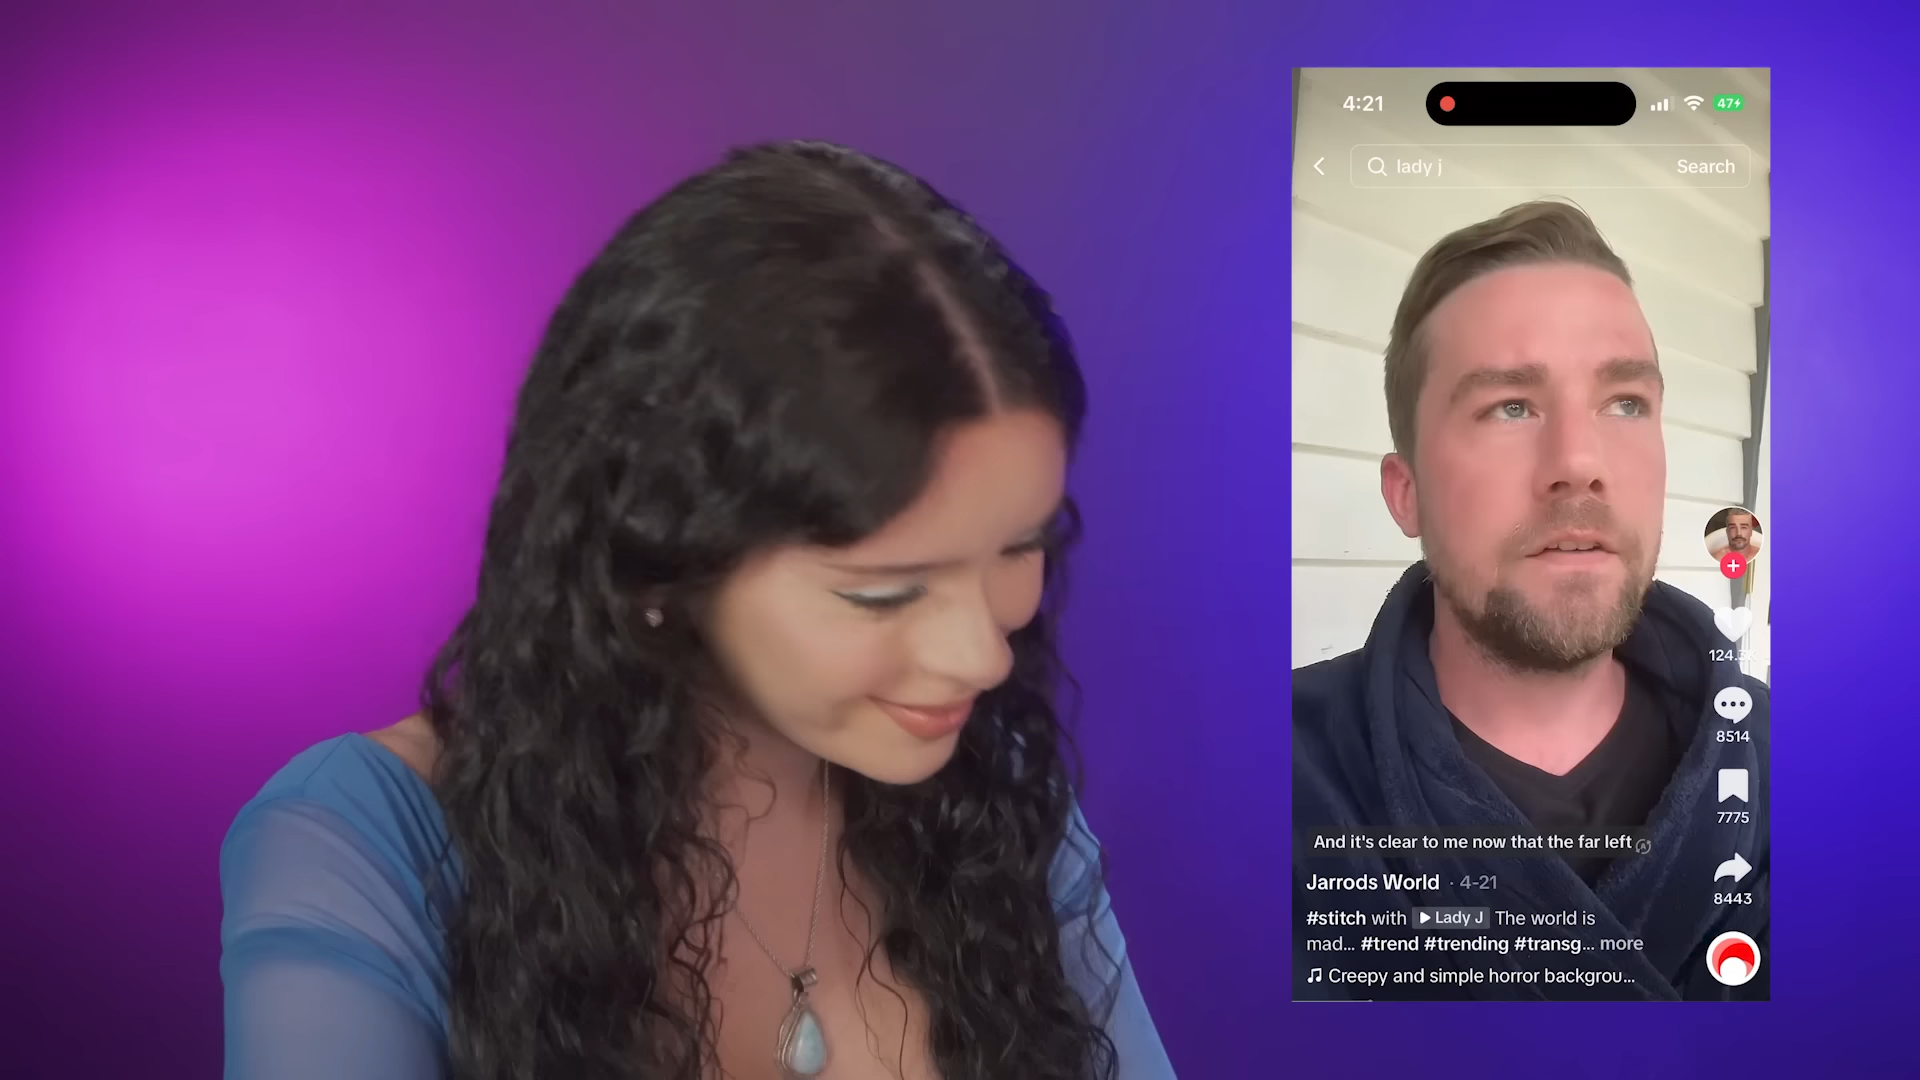 4:21
47
lady j
Search
124.3K
8514
7775
8443
And it's clear to me now that the far left
Jarrods World · 4-21
#stitch with Lady J The world is
mad... #trend #trending #transg... more
Creepy and simple horror backgrou...